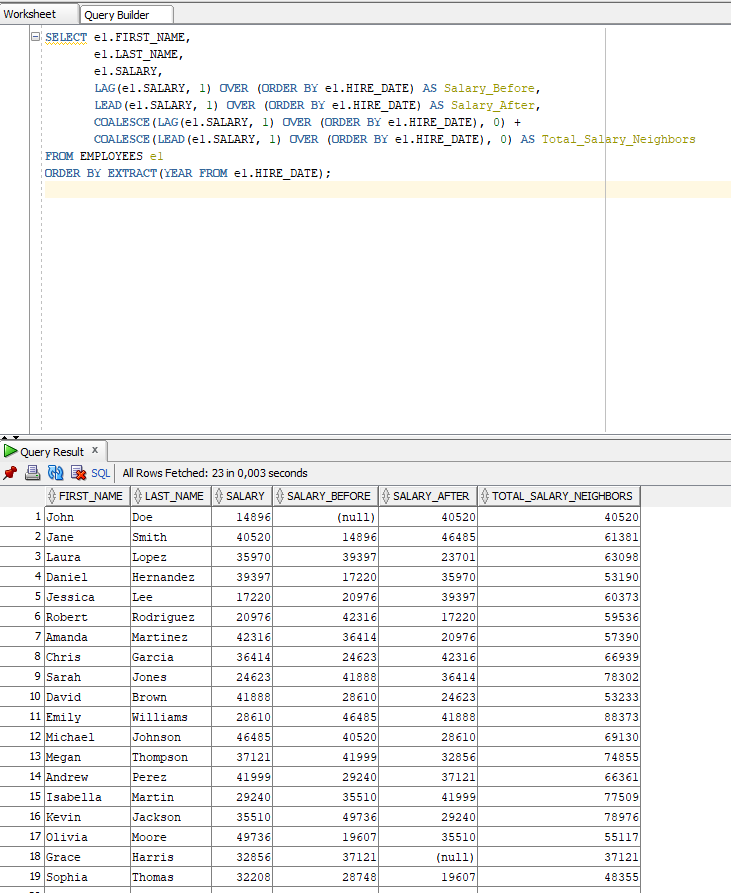 Worksheet Query Builder
SELECT e1.FIRST_NAME,
e1.LAST_NAME,
e1.SALARY,
LAG(e1.SALARY, 1) OVER (ORDER BY e1.HIRE_DATE) AS Salary_Before,
LEAD(e1.SALARY, 1) OVER (ORDER BY e1.HIRE_DATE) AS Salary_After,
COALESCE(LAG(e1.SALARY, 1) OVER (ORDER BY e1.HIRE_DATE), 0) +
COALESCE(LEAD(e1.SALARY, 1) OVER (ORDER BY e1.HIRE_DATE), 0) AS Total_Salary_Neighbors
FROM EMPLOYEES e1
ORDER BY EXTRACT(YEAR FROM e1.HIRE_DATE);
Query Result x
SQL All Rows Fetched: 23 in 0,003 seconds
FIRST_NAME LAST_NAME SALARY SALARY_BEFORE SALARY_AFTER TOTAL_SALARY_NEIGHBORS
1 John Doe 14896 (null) 40520 40520
2 Jane Smith 40520 14896 46485 61381
3 Laura Lopez 35970 39397 23701 63098
4 Daniel Hernandez 39397 17220 35970 53190
5 Jessica Lee 17220 20976 39397 60373
6 Robert Rodriguez 20976 42316 17220 59536
7 Amanda Martinez 42316 36414 20976 57390
8 Chris Garcia 36414 24623 42316 66939
9 Sarah Jones 24623 41888 36414 78302
10 David Brown 41888 28610 24623 53233
11 Emily Williams 28610 46485 41888 88373
12 Michael Johnson 46485 40520 28610 69130
13 Megan Thompson 37121 41999 32856 74855
14 Andrew Perez 41999 29240 37121 66361
15 Isabella Martin 29240 35510 41999 77509
16 Kevin Jackson 35510 49736 29240 78976
17 Olivia Moore 49736 19607 35510 55117
18 Grace Harris 32856 37121 (null) 37121
19 Sophia Thomas 32208 28748 19607 48355